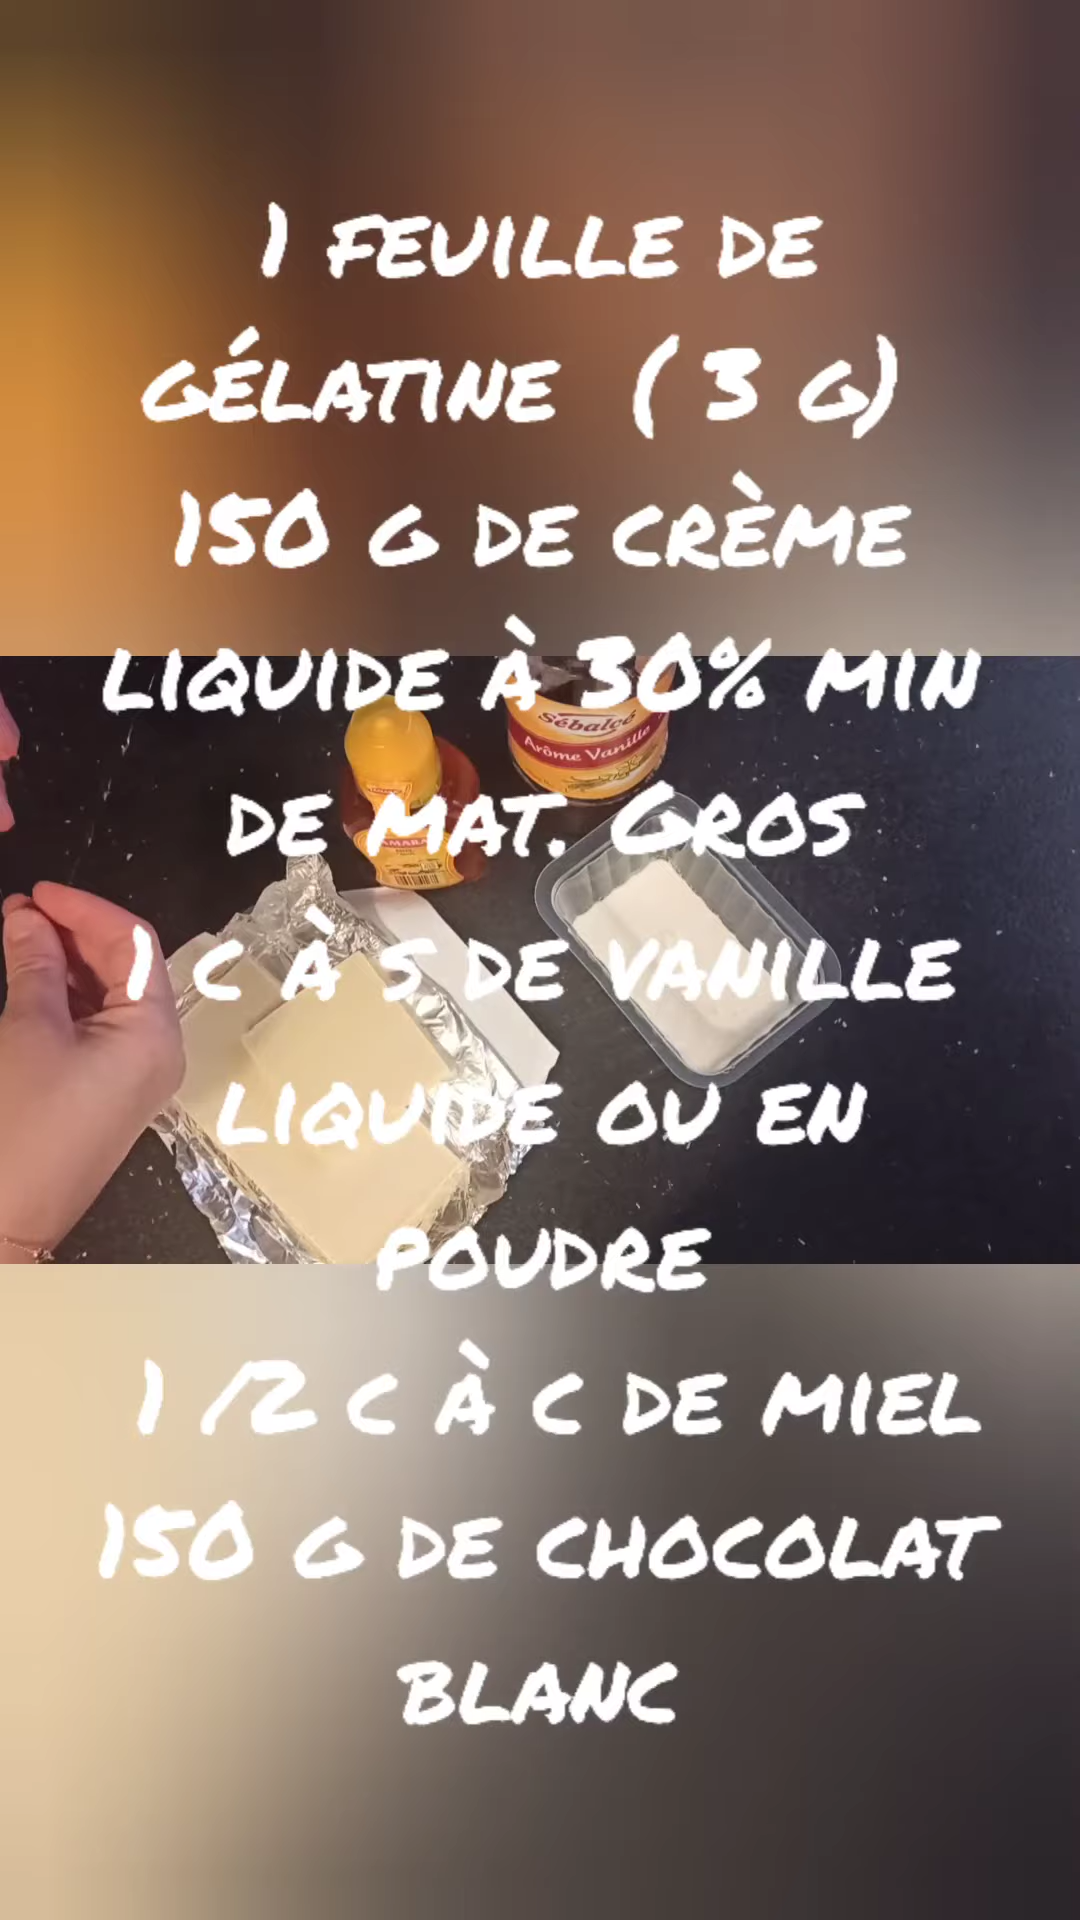 1 feuille de
gélatine ( 3 g)
150 g de crème
liquide à 30% min
de mat. Gros
1 c à s de vanille
liquide ou en
poudre
1 /2 c à c de miel
150 g de chocolat
blanc
Sébalcé
Arôme Vanille